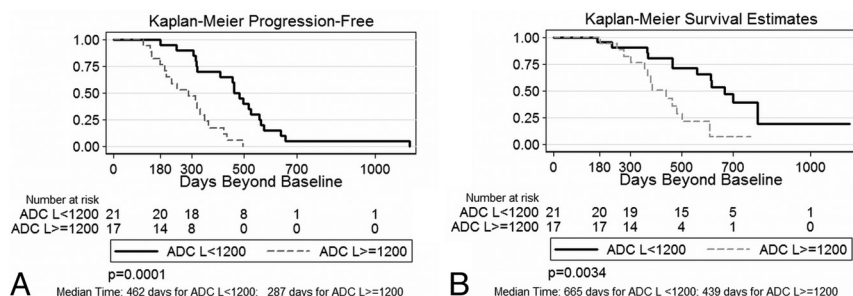 Kaplan-Meier Progression-Free
1.00
0.75
0.50
0.25
0.00
0 180 300 500 700 1000
Days Beyond Baseline
Number at risk
ADC L<1200 21 20 18 8 1 1
ADC L>=1200 17 14 8 0 0 0
ADC L<1200 ADC L>=1200
p=0.0001
A
Median Time: 462 days for ADC L<1200; 287 days for ADC L>=1200
Kaplan-Meier Survival Estimates
1.00
0.75
0.50
0.25
0.00
0 180 300 500 700 1000
Days Beyond Baseline
Number at risk
ADC L<1200 21 20 19 15 5 1
ADC L>=1200 17 17 14 4 1 0
ADC L<1200 ADC L>=1200
p=0.0034
B
Median Time: 665 days for ADC L <1200; 439 days for ADC L>=1200